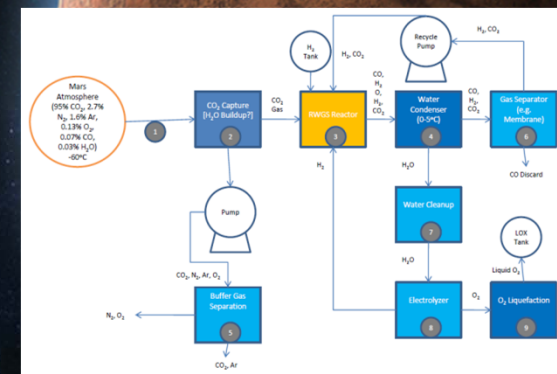 Mars
Atmosphere
(95% CO₂, 2.7%
N₂, 1.6% Ar,
0.13% O₂,
0.07% CO,
0.03% H₂O)
-60ºC
1
CO₂ Capture
(H₂O Buildup?)
2
CO₂
Gas
H₂
Tank
H₂, CO₂
RWGS Reactor
3
CO,
H₂
O,
H₂,
CO₂
Recycle
Pump
H₂, CO₂
Water
Condenser
(0-5ºC)
4
CO,
H₂,
CO₂
Gas Separator
(e.g.
Membrane)
6
CO Discard
H₂
H₂O
Pump
Water Cleanup
7
LOX
Tank
CO₂, N₂, Ar, O₂
H₂O
Liquid O₂
Buffer Gas
Separation
5
N₂, O₂
CO₂, Ar
Electrolyzer
8
O₂
O₂ Liquefaction
9